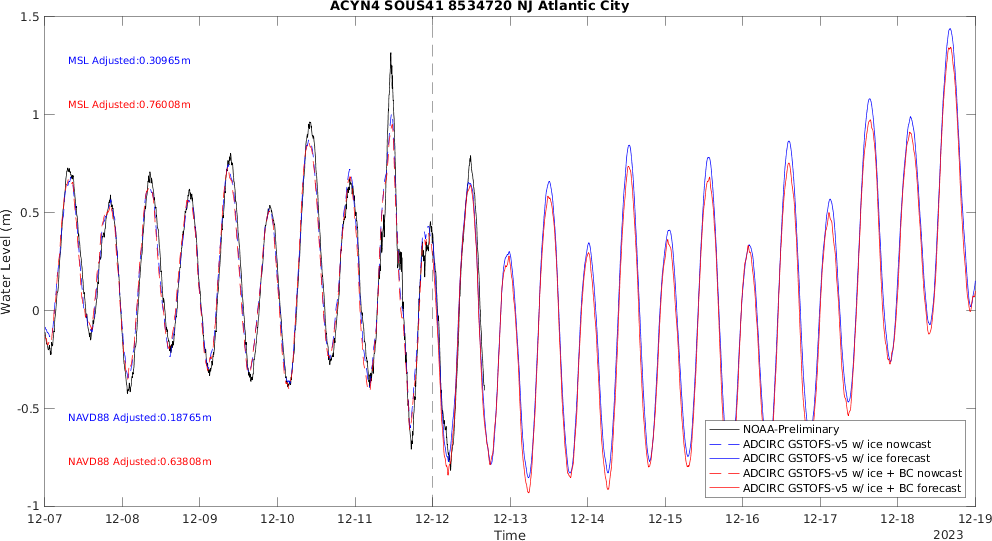 ACYN4 SOUS41 8534720 NJ Atlantic City
1.5
1
0.5
0
-0.5
-1
Water Level (m)
MSL Adjusted:0.30965m
MSL Adjusted:0.76008m
NAVD88 Adjusted:0.18765m
NAVD88 Adjusted:0.63808m
NOAA-Preliminary
ADCIRC GSTOFS-v5 w/ ice nowcast
ADCIRC GSTOFS-v5 w/ ice forecast
ADCIRC GSTOFS-v5 w/ ice + BC nowcast
ADCIRC GSTOFS-v5 w/ ice + BC forecast
12-07 12-08 12-09 12-10 12-11 12-12 12-13 12-14 12-15 12-16 12-17 12-18 12-19
Time
2023